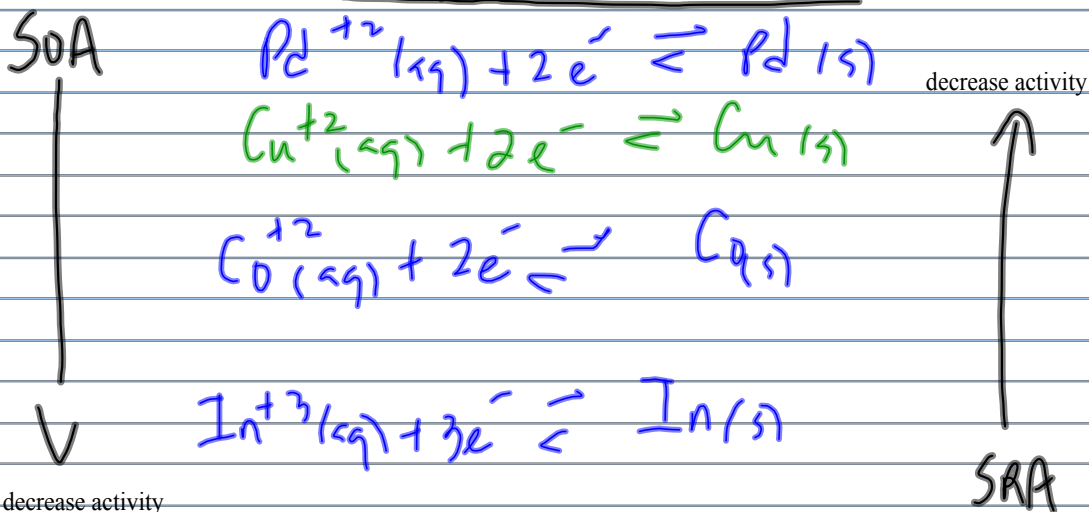 SOA
Pd+2(aq) + 2e- ⇌ Pd(s)
decrease activity
Cu+2(aq) + 2e- ⇌ Cu(s)
Co+2(aq) + 2e- ⇌ Co(s)
In+3(aq) + 3e- ⇌ In(s)
SRA
decrease activity